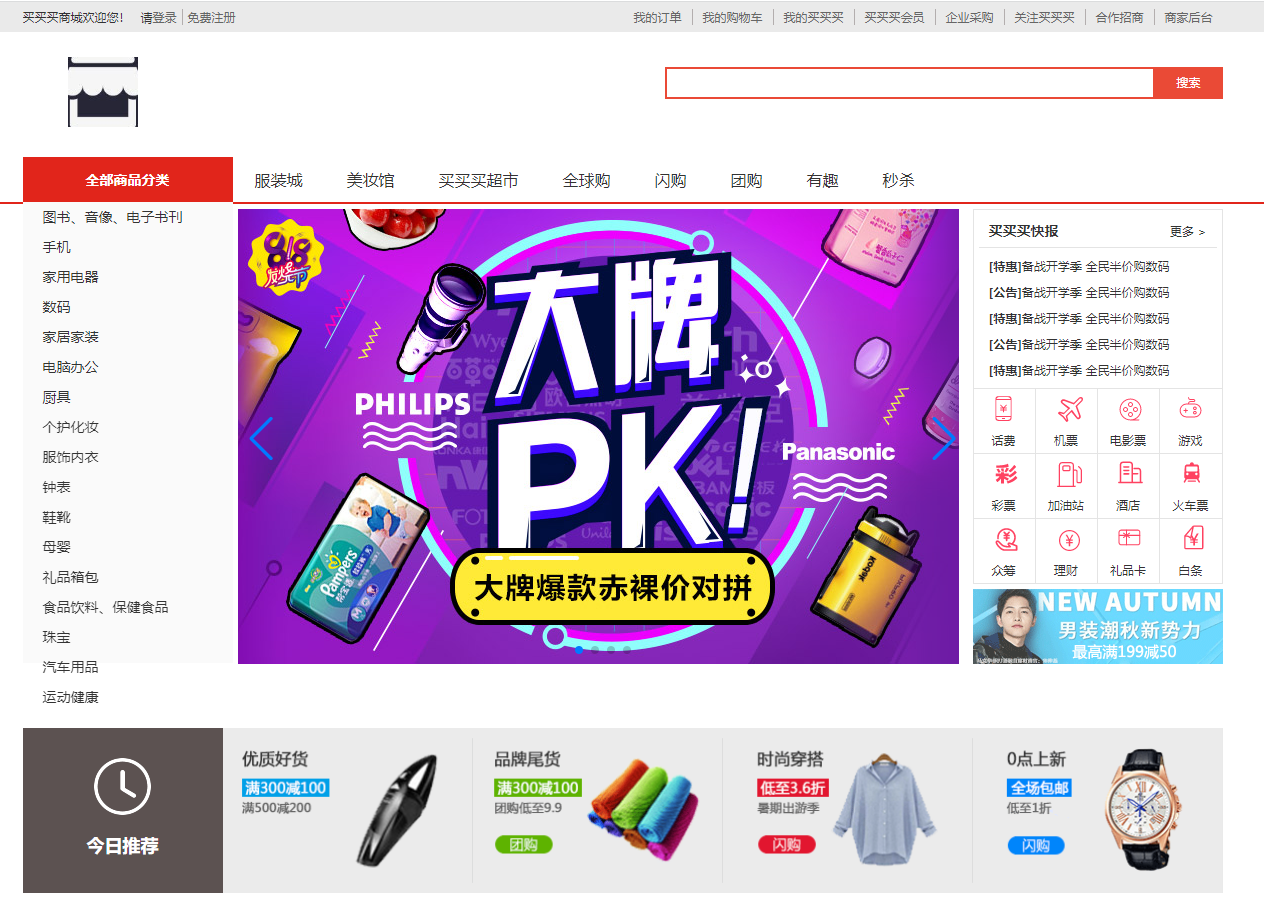 买买买商城欢迎您！ 请登录 免费注册
我的订单 我的购物车 我的买买买 买买买会员 企业采购 关注买买买 合作招商 商家后台
搜索
全部商品分类 服装城 美妆馆 买买买超市 全球购 闪购 团购 有趣 秒杀
图书、音像、电子书刊
手机
家用电器
数码
家居家装
电脑办公
厨具
个护化妆
服饰内衣
钟表
鞋靴
母婴
礼品箱包
食品饮料、保健食品
珠宝
汽车用品
运动健康
818
大牌
PK!
PHILIPS
Panasonic
Pampers
Kodak
大牌爆款赤裸价对拼
买买买快报 更多 >
[特惠]备战开学季 全民半价购数码
[公告]备战开学季 全民半价购数码
[特惠]备战开学季 全民半价购数码
[公告]备战开学季 全民半价购数码
[特惠]备战开学季 全民半价购数码
话费 机票 电影票 游戏
彩
彩票 加油站 酒店 火车票
众筹 理财 礼品卡 白条
NEW AUTUMN
男装潮秋新势力
最高满199减50
今日推荐
优质好货
满300减100
满500减200
品牌尾货
满300减100
团购低至9.9
团购
时尚穿搭
低至3.6折
暑期出游季
闪购
0点上新
全场包邮
低至1折
闪购